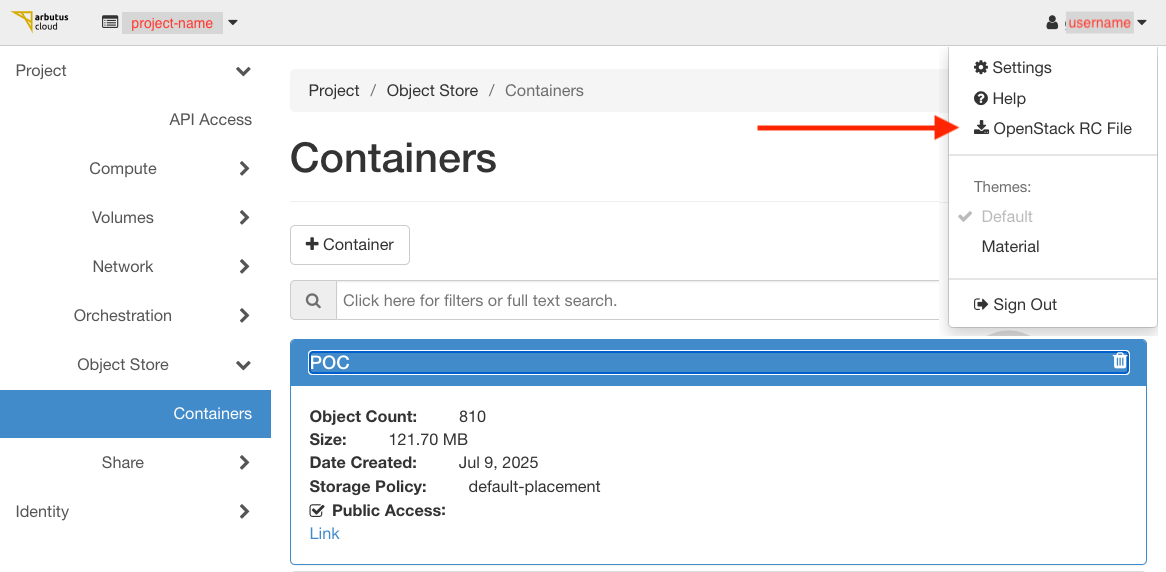 arbutus
cloud
project-name
username
Project
API Access
Compute
Volumes
Network
Orchestration
Object Store
Containers
Share
Identity
Project / Object Store / Containers
Containers
Container
Click here for filters or full text search.
POC
Object Count: 810
Size: 121.70 MB
Date Created: Jul 9, 2025
Storage Policy: default-placement
Public Access:
Link
Settings
Help
OpenStack RC File
Themes:
Default
Material
Sign Out